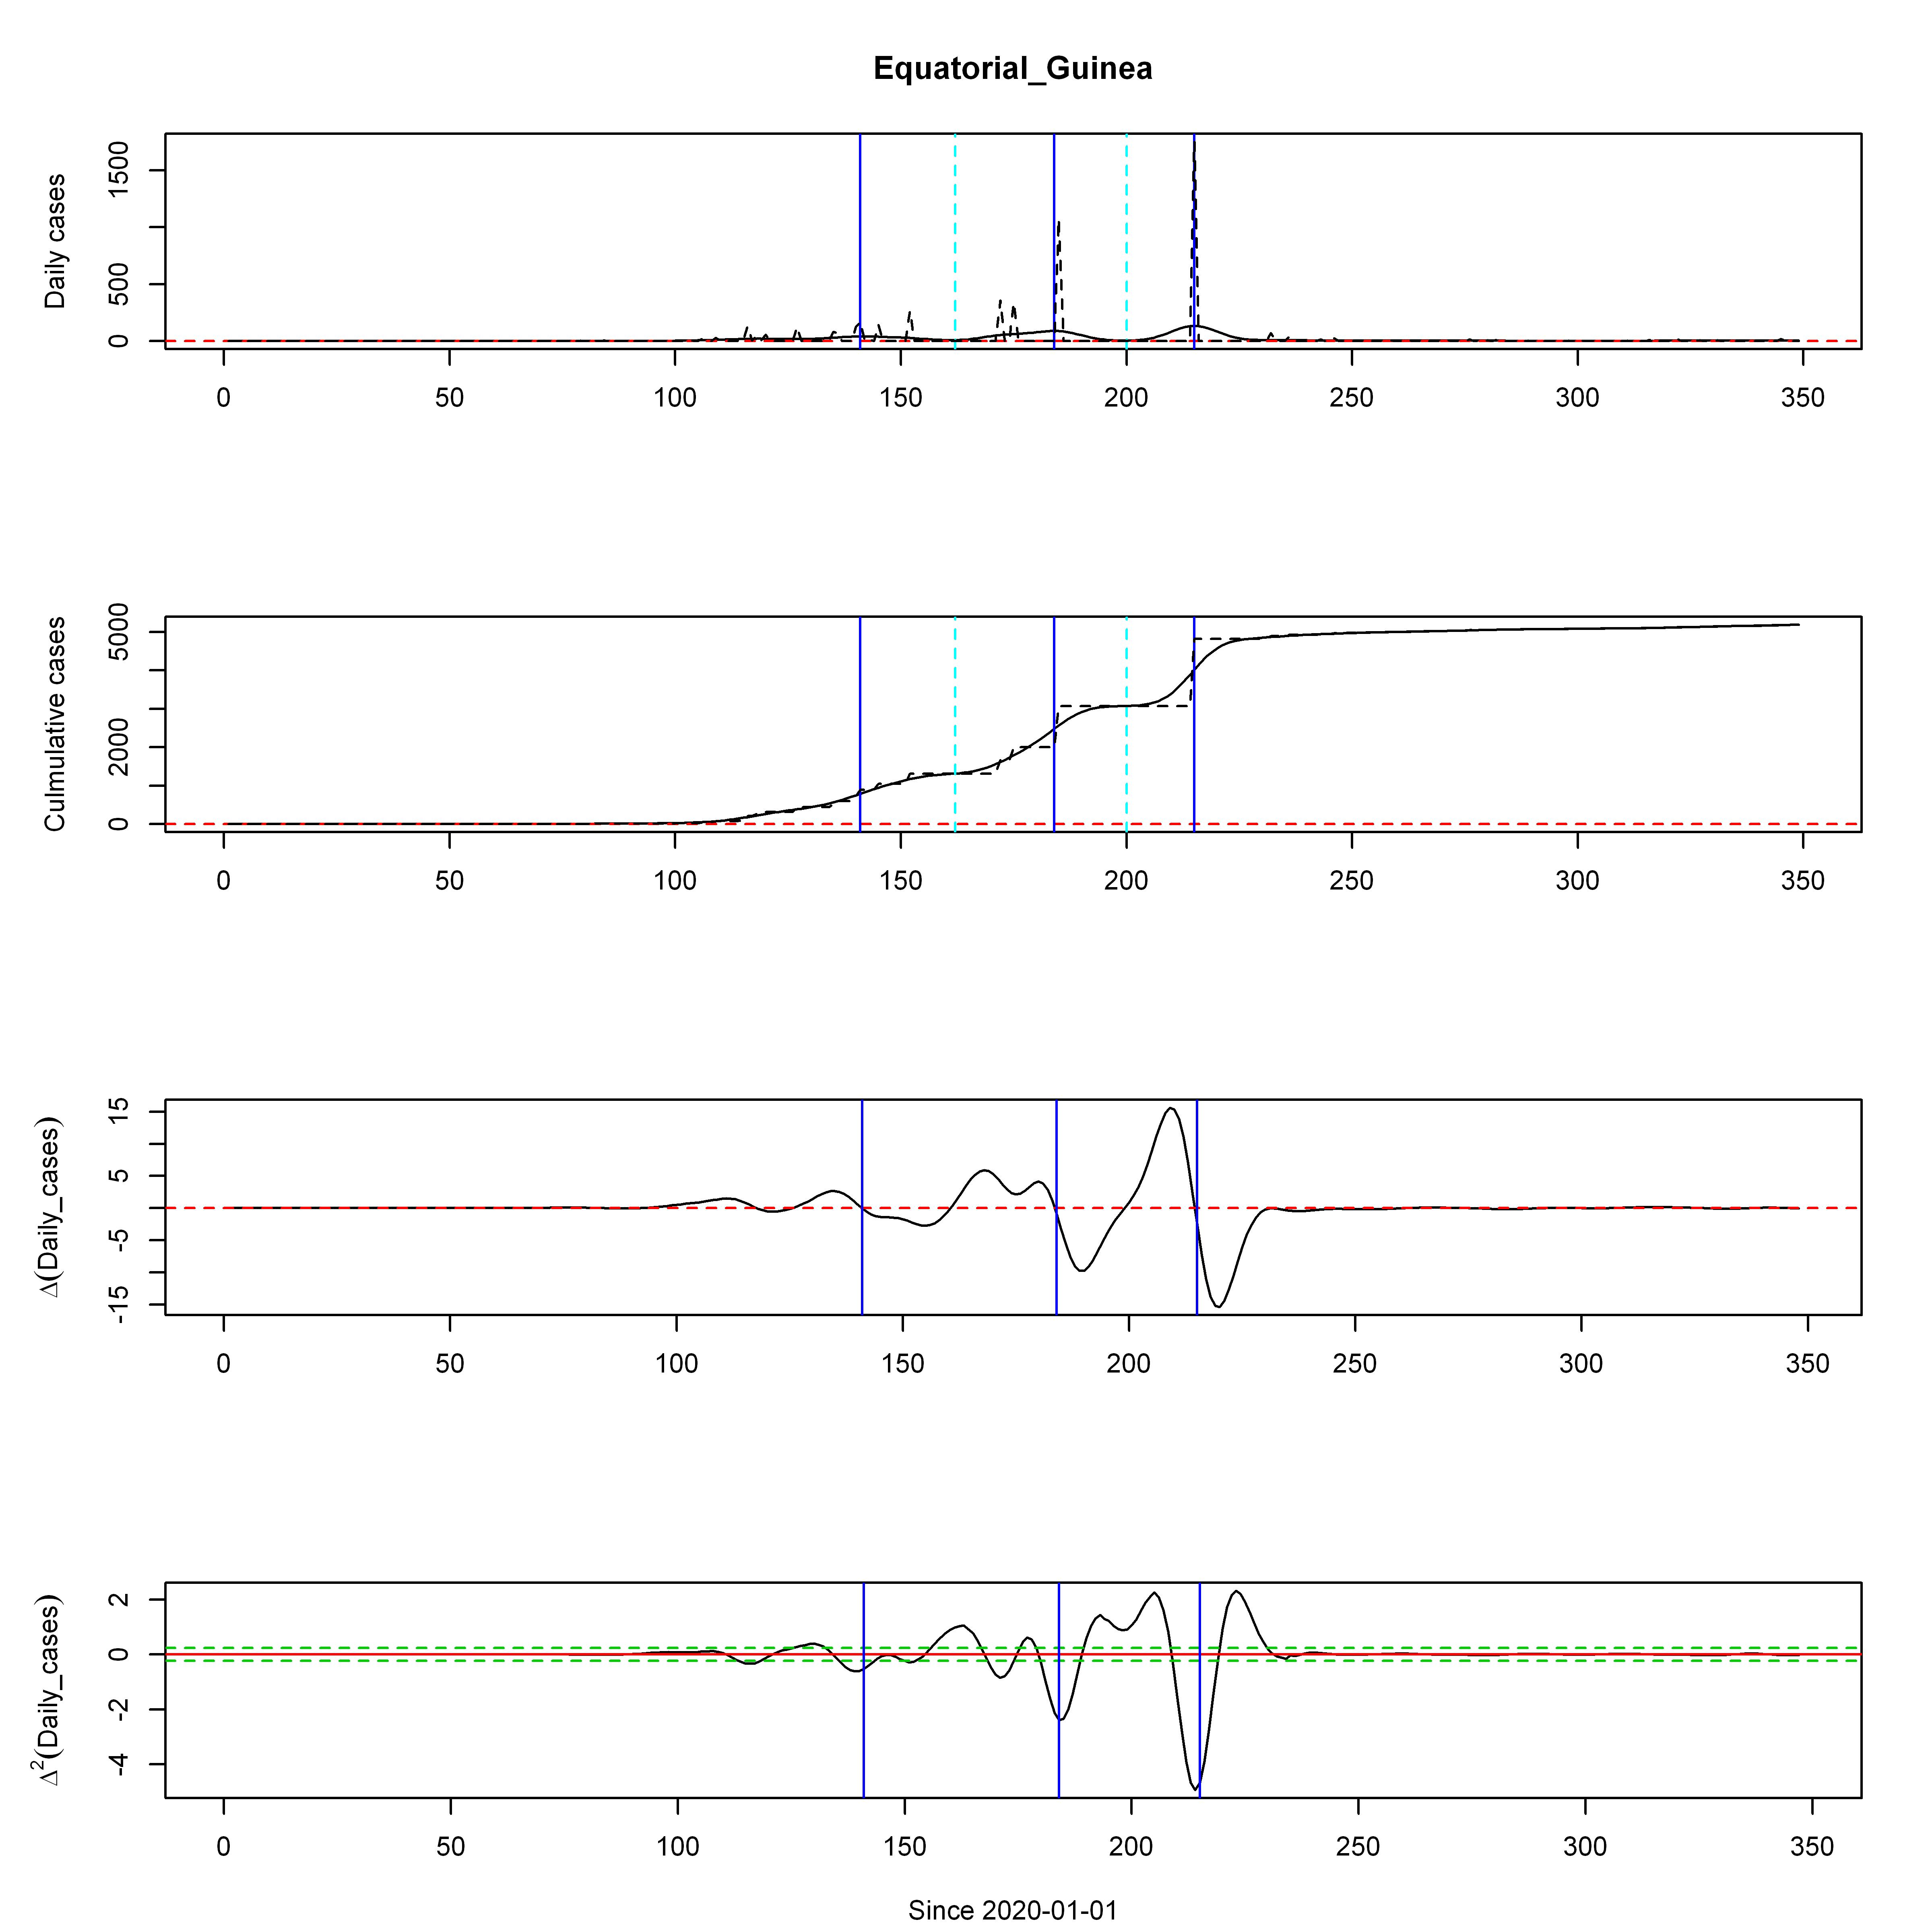 Equatorial_Guinea
Daily cases
0 500 1500
0 50 100 150 200 250 300 350
Culmulative cases
0 2000 5000
0 50 100 150 200 250 300 350
Δ(Daily_cases)
-15 -5 5 15
0 50 100 150 200 250 300 350
Δ²(Daily_cases)
-4 -2 0 2
0 50 100 150 200 250 300 350
Since 2020-01-01